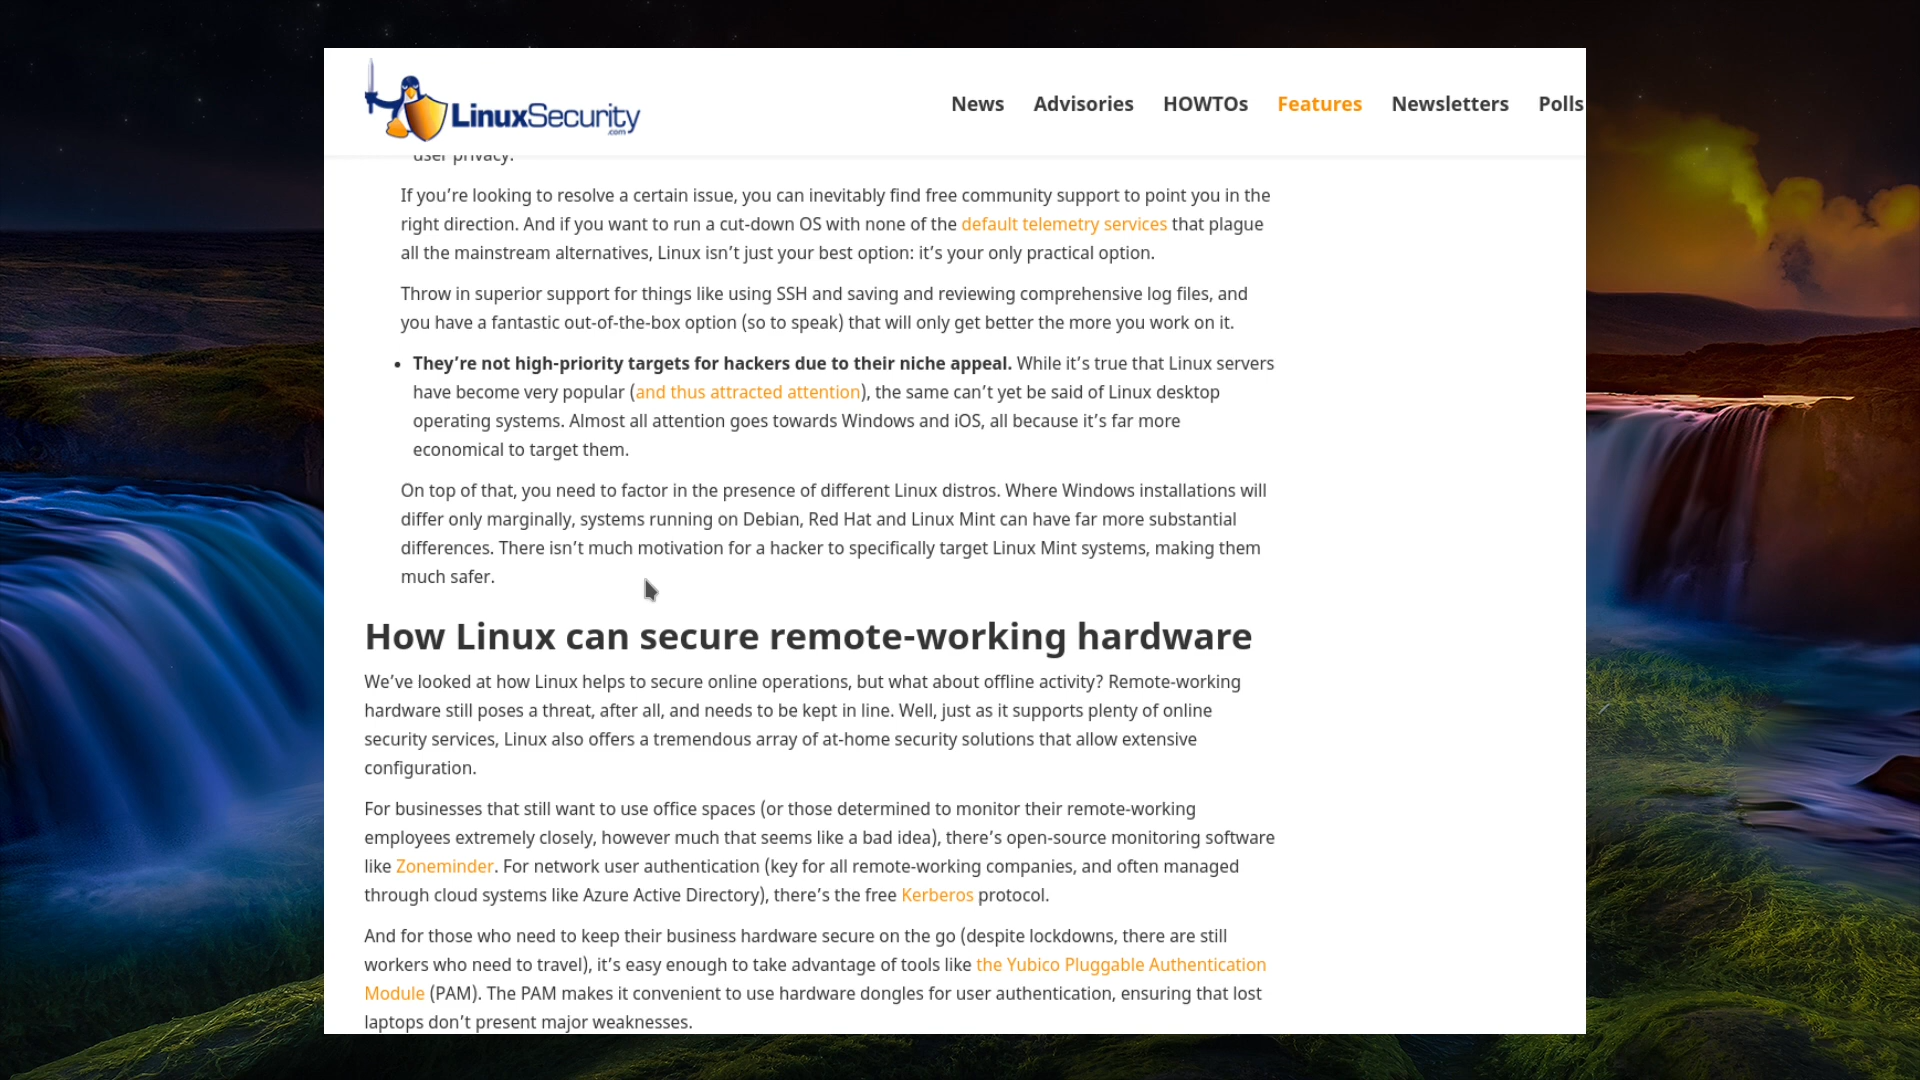 LinuxSecurity
.com
News Advisories HOWTOs Features Newsletters Polls
user privacy.
If you’re looking to resolve a certain issue, you can inevitably find free community support to point you in the
right direction. And if you want to run a cut-down OS with none of the default telemetry services that plague
all the mainstream alternatives, Linux isn’t just your best option: it’s your only practical option.
Throw in superior support for things like using SSH and saving and reviewing comprehensive log files, and
you have a fantastic out-of-the-box option (so to speak) that will only get better the more you work on it.
• They’re not high-priority targets for hackers due to their niche appeal. While it’s true that Linux servers
have become very popular (and thus attracted attention), the same can’t yet be said of Linux desktop
operating systems. Almost all attention goes towards Windows and iOS, all because it’s far more
economical to target them.
On top of that, you need to factor in the presence of different Linux distros. Where Windows installations will
differ only marginally, systems running on Debian, Red Hat and Linux Mint can have far more substantial
differences. There isn’t much motivation for a hacker to specifically target Linux Mint systems, making them
much safer.
How Linux can secure remote-working hardware
We’ve looked at how Linux helps to secure online operations, but what about offline activity? Remote-working
hardware still poses a threat, after all, and needs to be kept in line. Well, just as it supports plenty of online
security services, Linux also offers a tremendous array of at-home security solutions that allow extensive
configuration.
For businesses that still want to use office spaces (or those determined to monitor their remote-working
employees extremely closely, however much that seems like a bad idea), there’s open-source monitoring software
like Zoneminder. For network user authentication (key for all remote-working companies, and often managed
through cloud systems like Azure Active Directory), there’s the free Kerberos protocol.
And for those who need to keep their business hardware secure on the go (despite lockdowns, there are still
workers who need to travel), it’s easy enough to take advantage of tools like the Yubico Pluggable Authentication
Module (PAM). The PAM makes it convenient to use hardware dongles for user authentication, ensuring that lost
laptops don’t present major weaknesses.